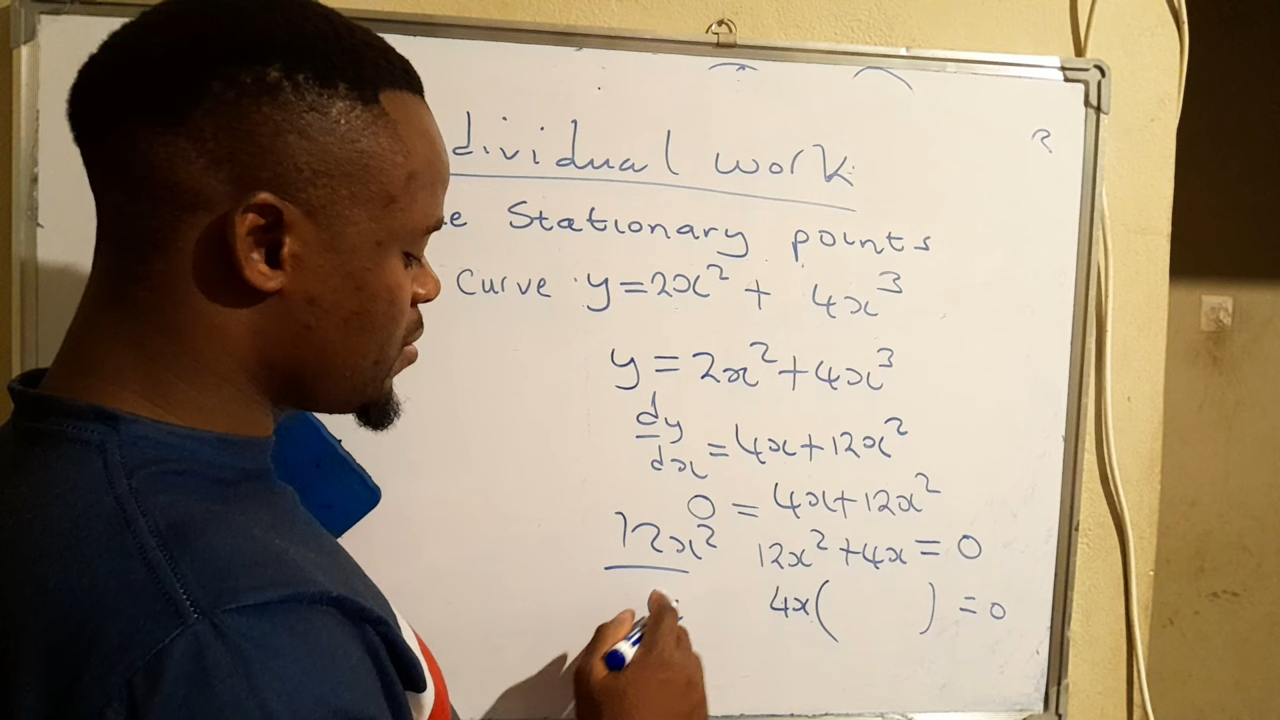 dividual work
e Stationary points
Curve y=2x² + 4x³
y = 2x²+4x³
dy/dx = 4x+12x²
0 = 4x+12x²
12x² 12x²+4x=0
4x( ) =0